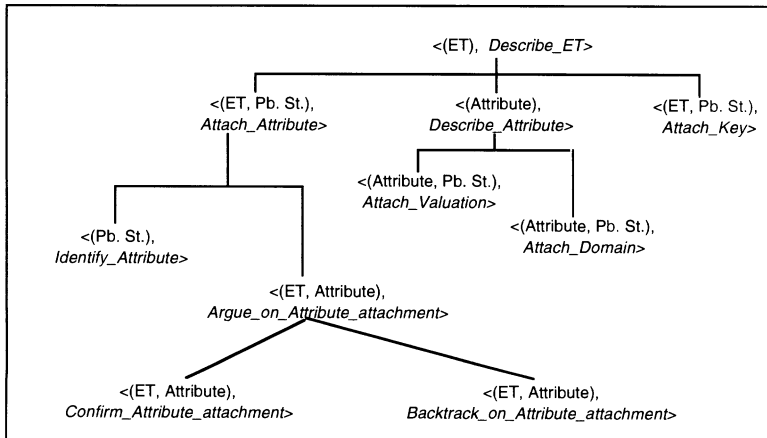 <(ET), Describe_ET>
<(ET, Pb. St.),
Attach_Attribute>
<(Attribute),
Describe_Attribute>
<(ET, Pb. St.),
Attach_Key>
<(Attribute, Pb. St.),
Attach_Valuation>
<(Pb. St.),
Identify_Attribute>
<(Attribute, Pb. St.),
Attach_Domain>
<(ET, Attribute),
Argue_on_Attribute_attachment>
<(ET, Attribute),
Confirm_Attribute_attachment>
<(ET, Attribute),
Backtrack_on_Attribute_attachment>